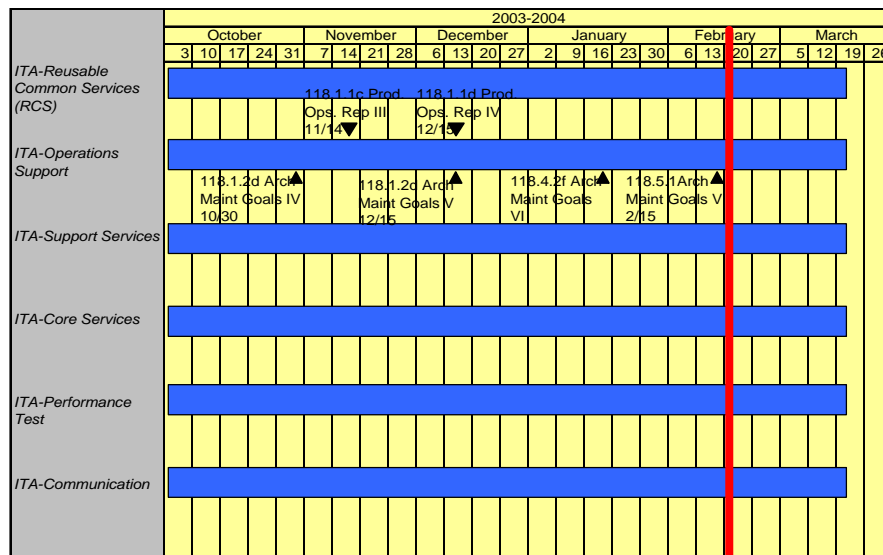 2003-2004
October November December January February March
3 10 17 24 31 7 14 21 28 6 13 20 27 2 9 16 23 30 6 13 20 27 5 12 19 26
ITA-Reusable
Common Services
(RCS)
118.1.1c Prod
Ops. Rep III
11/14
118.1.1d Prod
Ops. Rep IV
12/15
ITA-Operations
Support
118.1.2d Arch
Maint Goals IV
10/30
118.1.2d Arch
Maint Goals V
12/15
118.4.2f Arch
Maint Goals
VI
118.5.1Arch
Maint Goals V
2/15
ITA-Support Services
ITA-Core Services
ITA-Performance
Test
ITA-Communication